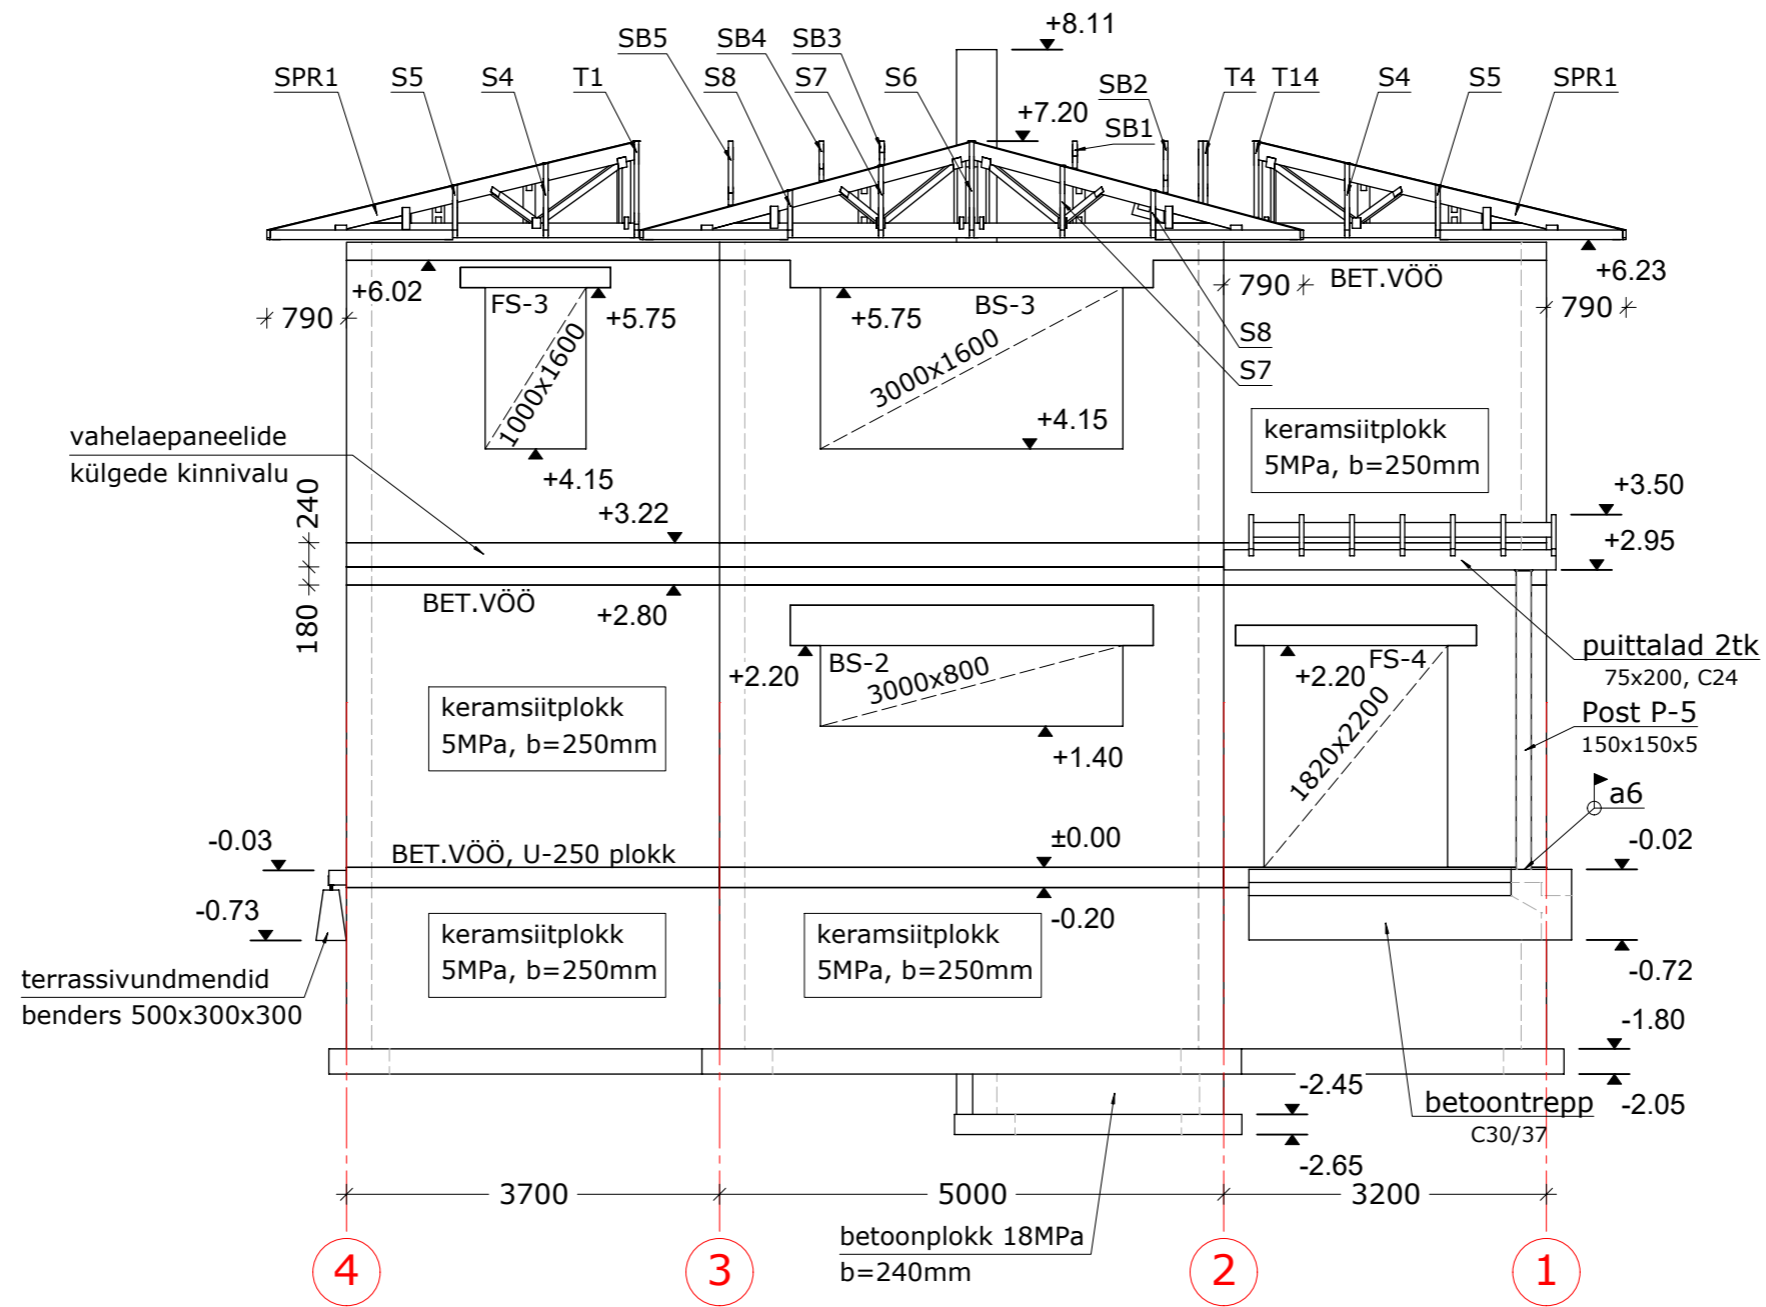 +8.11
SB5
SB4
SB3
SPR1
S5
S4
T1
S8
S7
S6
SB2
T4
T14
S4
S5
SPR1
+7.20
SB1
+6.02
790
FS-3
+5.75
1000x1600
+4.15
+5.75
BS-3
3000x1600
+4.15
790
BET.VÖÖ
+6.23
790
S8
S7
vahelaepaneelide
külgede kinnivalu
keramsiitplokk
5MPa, b=250mm
240
180
+3.22
+3.50
+2.95
BET.VÖÖ
+2.80
+2.20
BS-2
3000x800
+1.40
+2.20
FS-4
1820x2200
puittalad 2tk
75x200, C24
Post P-5
150x150x5
a6
keramsiitplokk
5MPa, b=250mm
-0.03
BET.VÖÖ, U-250 plokk
±0.00
-0.02
-0.73
-0.20
keramsiitplokk
5MPa, b=250mm
keramsiitplokk
5MPa, b=250mm
-0.72
terrassivundmendid
benders 500x300x300
-1.80
-2.45
-2.05
betoontrepp
C30/37
-2.65
3700
5000
3200
betoonplokk 18MPa
b=240mm
4
3
2
1